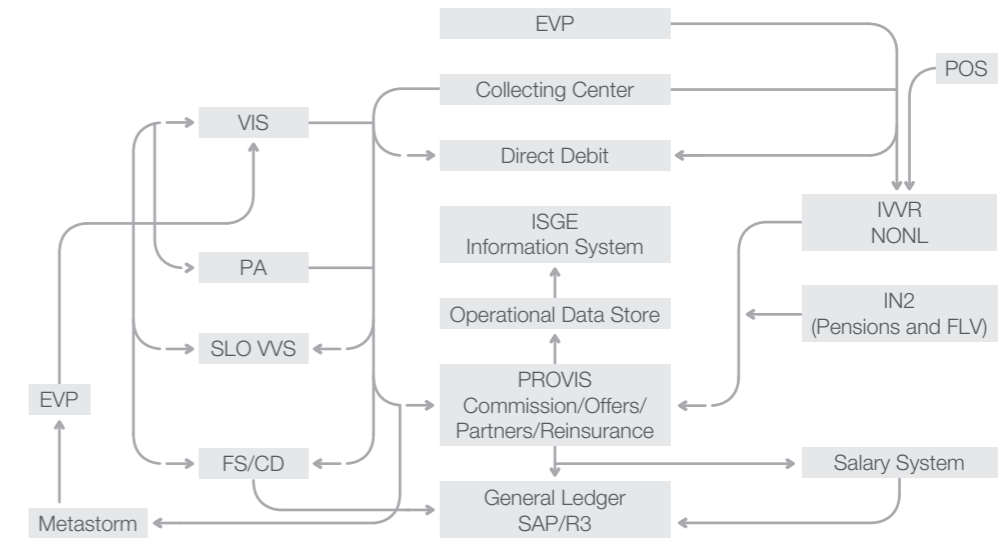 EVP
POS
Collecting Center
VIS
Direct Debit
IVVR
NONL
ISGE
Information System
PA
IN2
(Pensions and FLV)
Operational Data Store
SLO VVS
PROVIS
Commission/Offers/
Partners/Reinsurance
EVP
FS/CD
Salary System
General Ledger
SAP/R3
Metastorm